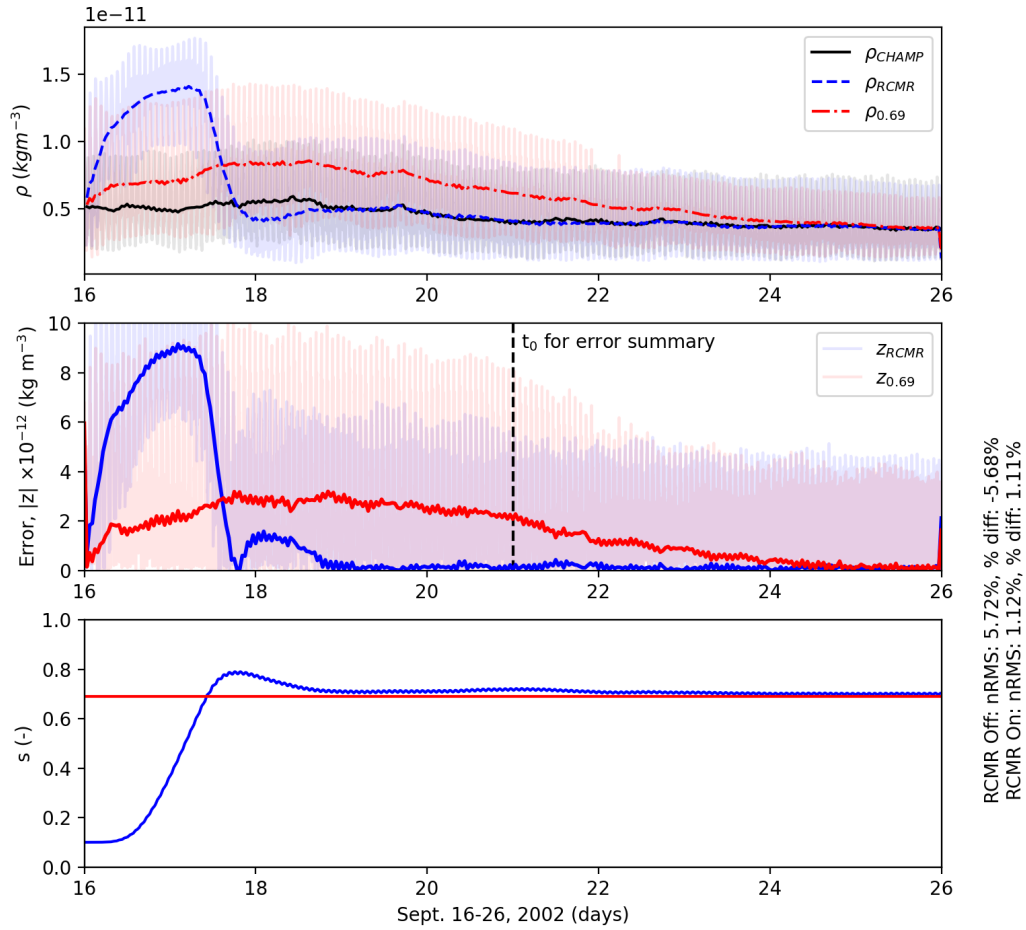 1e−11
1.5
1.0
0.5
ρ (kgm⁻³)
ρ_CHAMP
ρ_RCMR
ρ_0.69
16 18 20 22 24 26
10
8
6
4
2
0
Error, |z| ×10⁻¹² (kg m⁻³)
t₀ for error summary
z_RCMR
z_0.69
16 18 20 22 24 26
1.0
0.8
0.6
0.4
0.2
0.0
s (-)
16 18 20 22 24 26
Sept. 16-26, 2002 (days)
RCMR Off: nRMS: 5.72%, % diff: -5.68%
RCMR On: nRMS: 1.12%, % diff: 1.11%